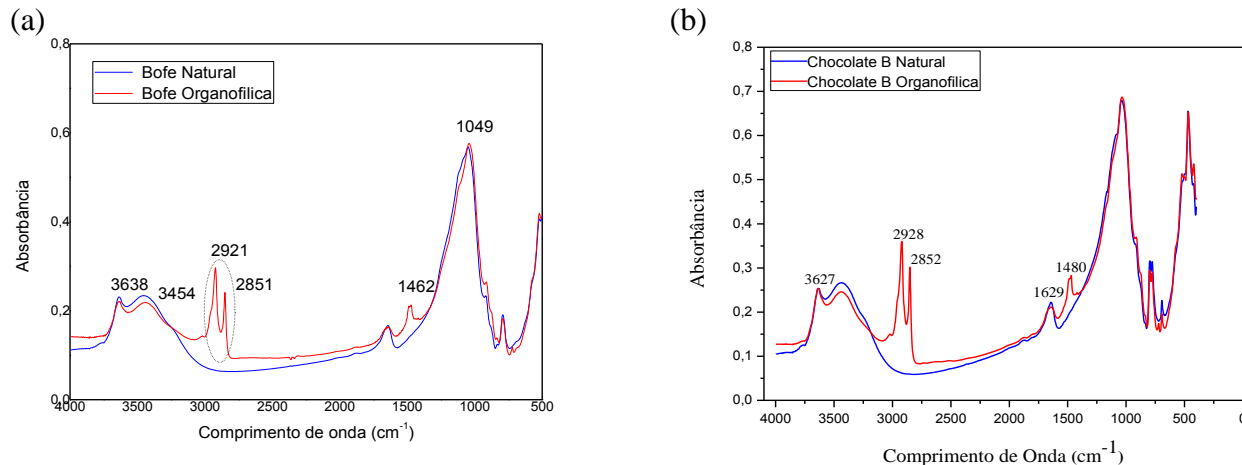 (a)
0,8
0,6
0,4
0,2
0,0
Absorbância
Bofe Natural
Bofe Organofilica
3638
3454
2921
2851
1462
1049
4000 3500 3000 2500 2000 1500 1000 500
Comprimento de onda (cm-1)
(b)
0,8
0,7
0,6
0,5
0,4
0,3
0,2
0,1
0,0
Absorbância
Chocolate B Natural
Chocolate B Organofilica
3627
2928
2852
1629
1480
4000 3500 3000 2500 2000 1500 1000 500 0
Comprimento de Onda (cm-1)